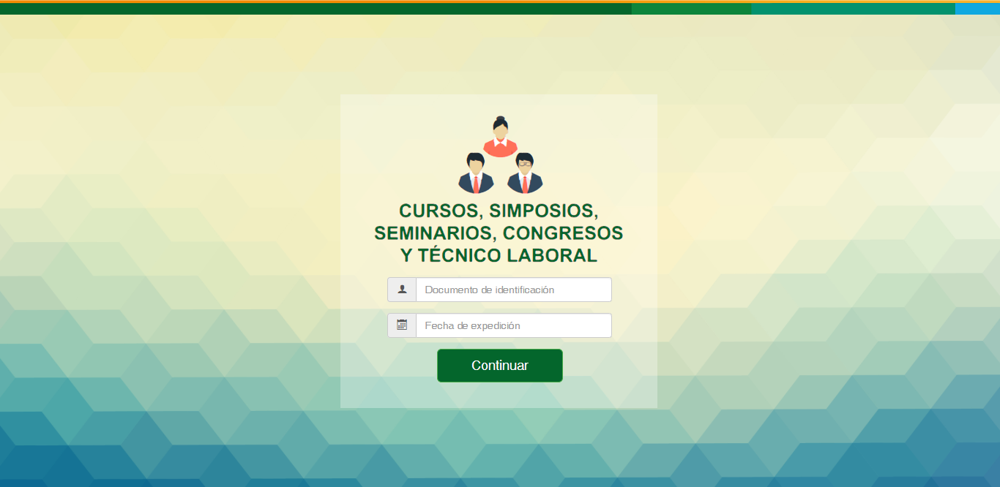 CURSOS, SIMPOSIOS,
SEMINARIOS, CONGRESOS
Y TÉCNICO LABORAL
Documento de identificación
Fecha de expedición
Continuar